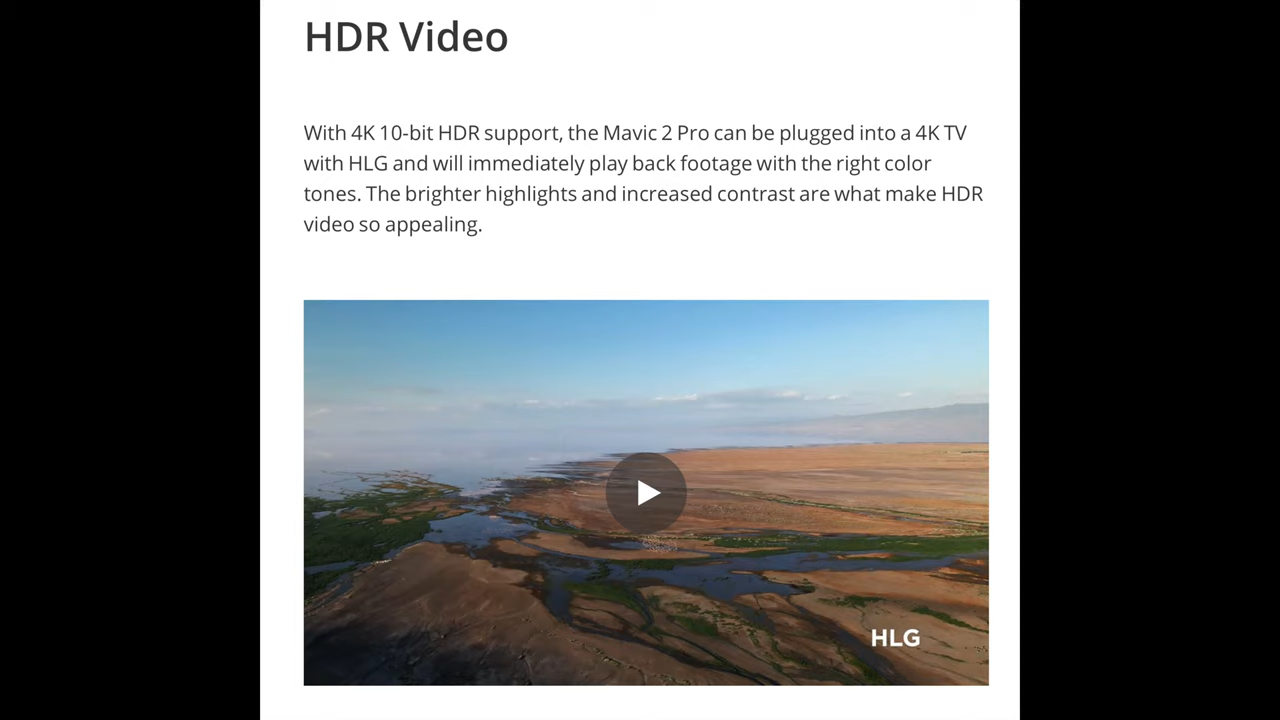 HDR Video
With 4K 10-bit HDR support, the Mavic 2 Pro can be plugged into a 4K TV
with HLG and will immediately play back footage with the right color
tones. The brighter highlights and increased contrast are what make HDR
video so appealing.
HLG